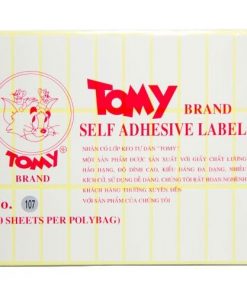 TOMY BRAND
SELF ADHESIVE LABEL
TOMY
BRAND
NHÃN CÓ LỚP KEO TỰ DÁN "TOMY"
MỘT SẢN PHẨM ĐƯỢC SẢN XUẤT VỚI GIẤY CHẤT LƯỢNG
HẢO HẠNG, ĐỘ DÍNH CAO, KIỂU DÁNG ĐA DẠNG, NHIỀU
KÍCH CỠ, SỬ DỤNG DỄ DÀNG. CHÚNG TÔI RẤT HOAN NGHÊNH
KHÁCH HÀNG THƯỜNG XUYÊN ĐẾN
VỚI SẢN PHẨM CỦA CHÚNG TÔI
o. 107
0 SHEETS PER POLYBAG)